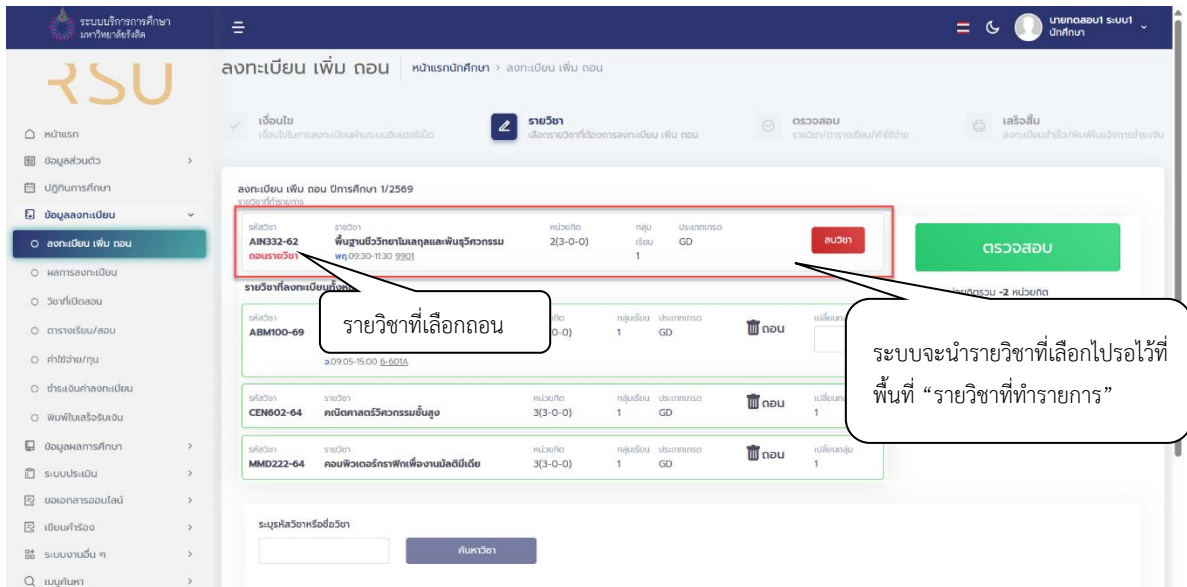 ระบบบริการการศึกษา
มหาวิทยาลัยรังสิต
นายทดสอบ1 ระบบ1
นักศึกษา
RSU
ลงทะเบียน เพิ่ม ถอน
หน้าแรกนักศึกษา > ลงทะเบียน เพิ่ม ถอน
หน้าแรก
ข้อมูลส่วนตัว
ปฏิทินการศึกษา
ข้อมูลลงทะเบียน
ลงทะเบียน เพิ่ม ถอน
ผลการลงทะเบียน
วิชาที่เปิดสอน
ตารางเรียน/สอบ
ค่าใช้จ่าย/ทุน
ชำระเงินค่าลงทะเบียน
พิมพ์ใบเสร็จรับเงิน
ข้อมูลผลการศึกษา
ระบบประเมิน
ขอเอกสารออนไลน์
เขียนคำร้อง
ระบบงานอื่น ๆ
เมนูค้นหา
เงื่อนไข
เงื่อนไขในการลงทะเบียนผ่านระบบอินเตอร์เน็ต
รายวิชา
เลือกรายวิชาที่ต้องการลงทะเบียน เพิ่ม ถอน
ตรวจสอบ
รายวิชา/ตารางเรียน/ค่าใช้จ่าย
เสร็จสิ้น
ลงทะเบียนสำเร็จ/พิมพ์ใบแจ้งการชำระเงิน
ลงทะเบียน เพิ่ม ถอน ปีการศึกษา 1/2569
รายวิชาที่ทำรายการ
รหัสวิชา รายวิชา หน่วยกิต กลุ่ม ประเภทเกรด
AIN332-62 พื้นฐานชีววิทยาโมเลกุลและพันธุวิศวกรรม 2(3-0-0) เรียน GD ลบวิชา
ถอนรายวิชา พฤ.09:30-11:30 9901 1
ตรวจสอบ
หน่วยกิตรวม -2 หน่วยกิต
รายวิชาที่ลงทะเบียนทั้งหมด
รายวิชาที่เลือกถอน
รหัสวิชา กลุ่มเรียน ประเภทเกรด
ABM100-69 1 GD ถอน
จ.09:05-15:00 6-601A
ระบบจะนำรายวิชาที่เลือกไปรอไว้ที่
พื้นที่ “รายวิชาที่ทำรายการ”
รหัสวิชา รายวิชา หน่วยกิต กลุ่มเรียน ประเภทเกรด
CEN602-64 คณิตศาสตร์วิศวกรรมขั้นสูง 3(3-0-0) 1 GD ถอน 1
รหัสวิชา รายวิชา หน่วยกิต กลุ่มเรียน ประเภทเกรด เปลี่ยนกลุ่ม
MMD222-64 คอมพิวเตอร์กราฟิกเพื่องานมัลติมีเดีย 3(3-0-0) 1 GD ถอน 1
ระบุรหัสวิชาหรือชื่อวิชา
ค้นหาวิชา